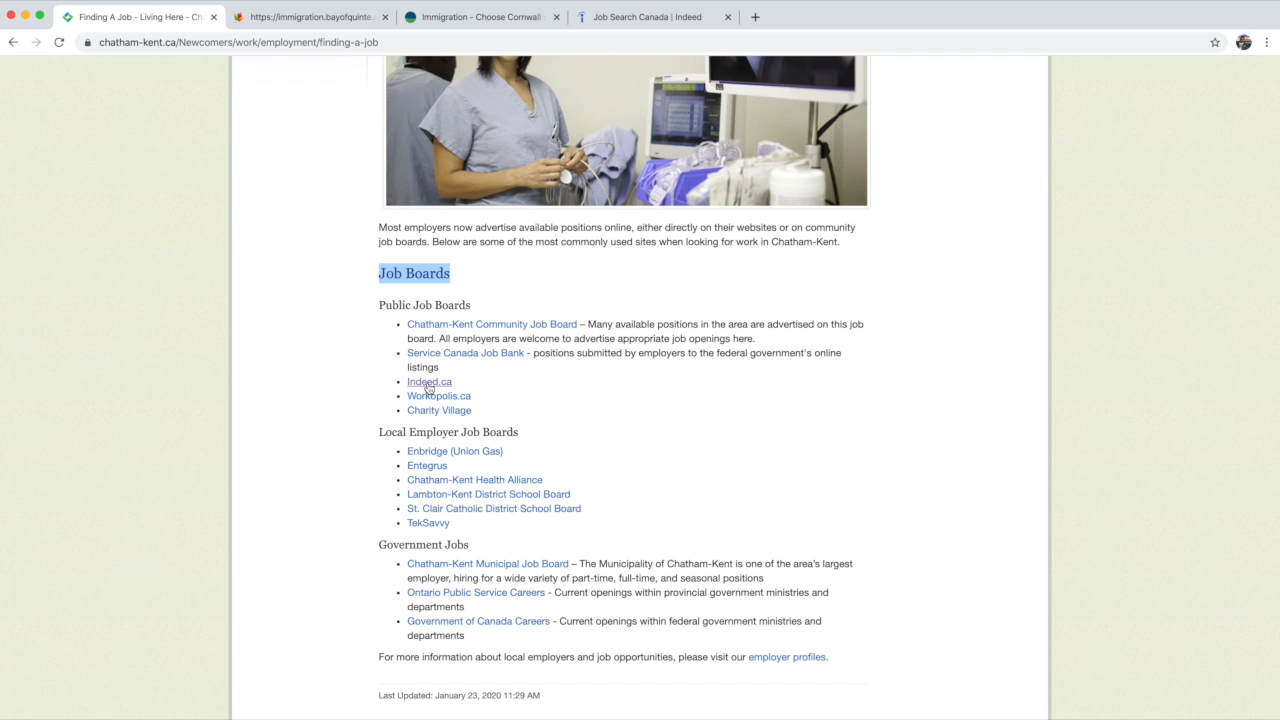 Finding A Job - Living Here - Ch
https://immigration.bayofquinte.
Immigration - Choose Cornwall
Job Search Canada | Indeed
chatham-kent.ca/Newcomers/work/employment/finding-a-job
Most employers now advertise available positions online, either directly on their websites or on community
job boards. Below are some of the most commonly used sites when looking for work in Chatham-Kent.
Job Boards
Public Job Boards
Chatham-Kent Community Job Board – Many available positions in the area are advertised on this job
board. All employers are welcome to advertise appropriate job openings here.
Service Canada Job Bank - positions submitted by employers to the federal government's online
listings
Indeed.ca
Workopolis.ca
Charity Village
Local Employer Job Boards
Enbridge (Union Gas)
Entegrus
Chatham-Kent Health Alliance
Lambton-Kent District School Board
St. Clair Catholic District School Board
TekSavvy
Government Jobs
Chatham-Kent Municipal Job Board – The Municipality of Chatham-Kent is one of the area's largest
employer, hiring for a wide variety of part-time, full-time, and seasonal positions
Ontario Public Service Careers - Current openings within provincial government ministries and
departments
Government of Canada Careers - Current openings within federal government ministries and
departments
For more information about local employers and job opportunities, please visit our employer profiles.
Last Updated: January 23, 2020 11:29 AM